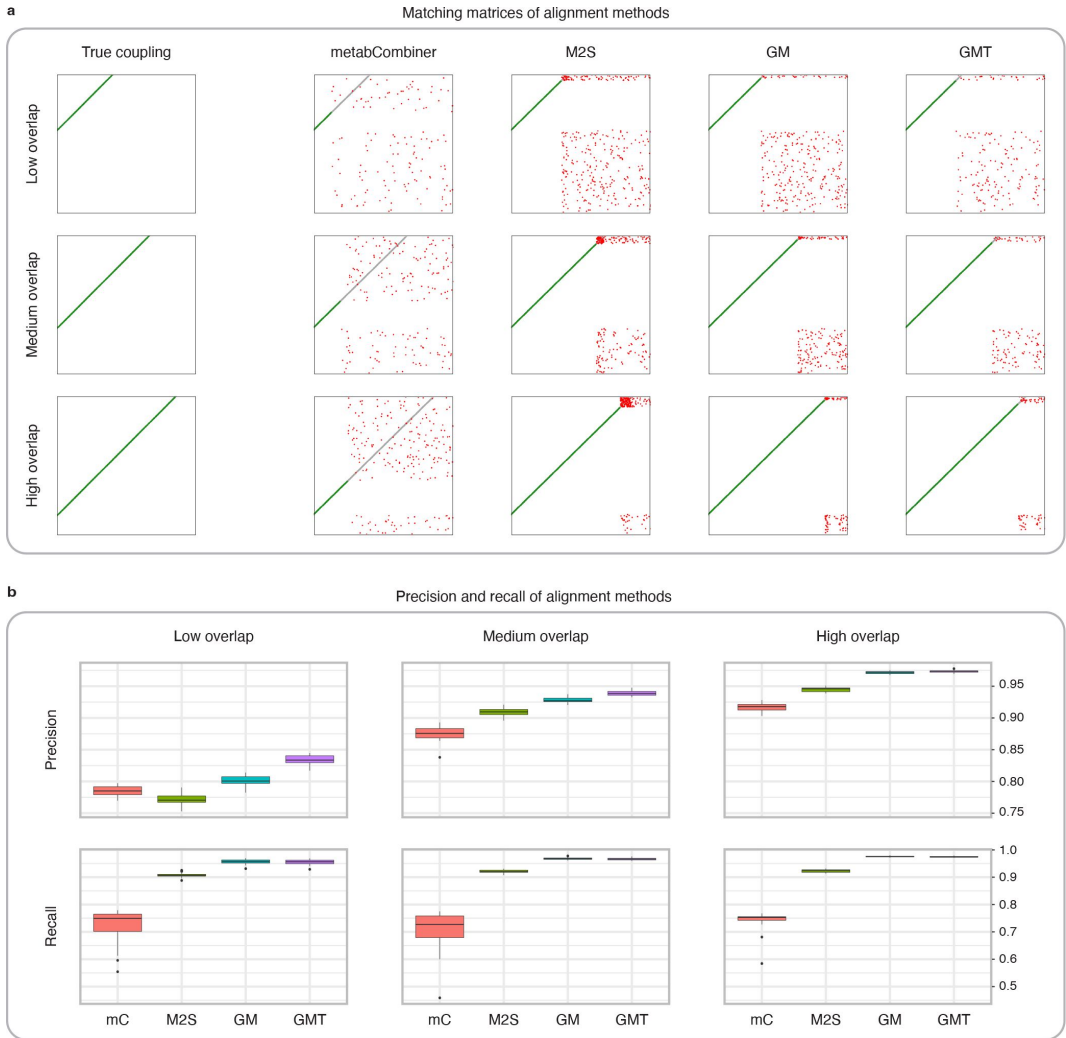 a
Matching matrices of alignment methods
True coupling metabCombiner M2S GM GMT
Low overlap
Medium overlap
High overlap
b
Precision and recall of alignment methods
Low overlap Medium overlap High overlap
Precision
0.95
0.90
0.85
0.80
0.75
Recall
1.0
0.9
0.8
0.7
0.6
0.5
mC M2S GM GMT mC M2S GM GMT mC M2S GM GMT